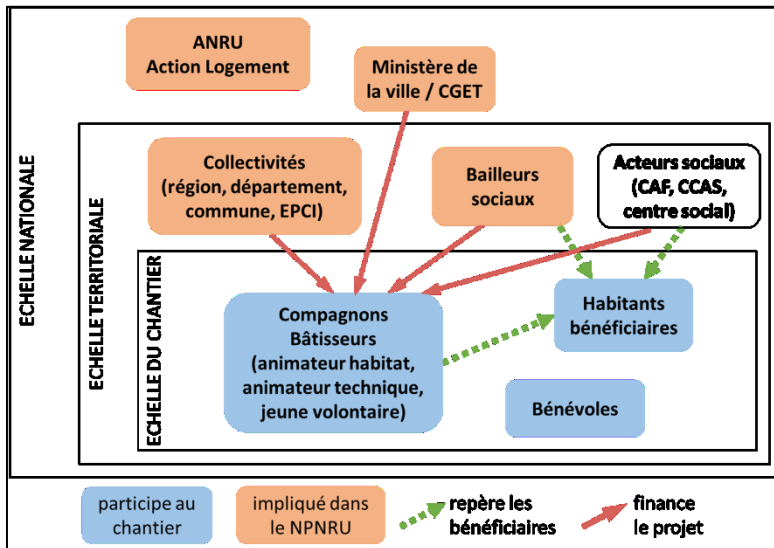 ANRU
Action Logement
Ministère de
la ville / CGET
Collectivités
(région, département,
commune, EPCI)
Bailleurs
sociaux
Acteurs sociaux
(CAF, CCAS,
centre social)
ECHELLE NATIONALE
ECHELLE TERRITORIALE
ECHELLE DU CHANTIER
Compagnons
Bâtisseurs
(animateur habitat,
animateur technique,
jeune volontaire)
Habitants
bénéficiaires
Bénévoles
participe au
chantier
impliqué dans
le NPNRU
repère les
bénéficiaires
finance
le projet